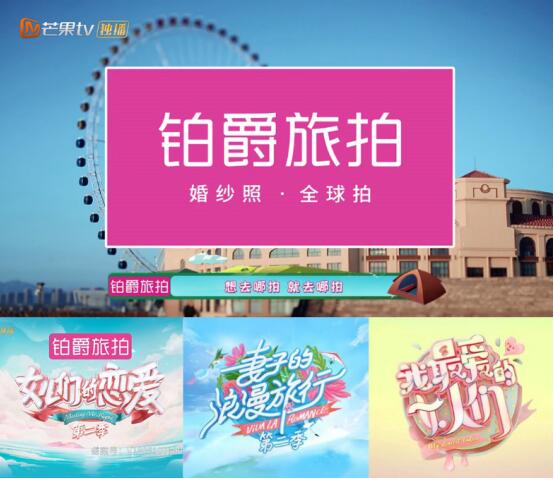 芒果tv 独播
铂爵旅拍
婚纱照 · 全球拍
铂爵旅拍 想去哪拍 就去哪拍
独播
铂爵旅拍
女儿们的恋爱
第二季
妻子的
浪漫旅行
VIVA LA ROMANCE
第二季
我最爱的
女人们